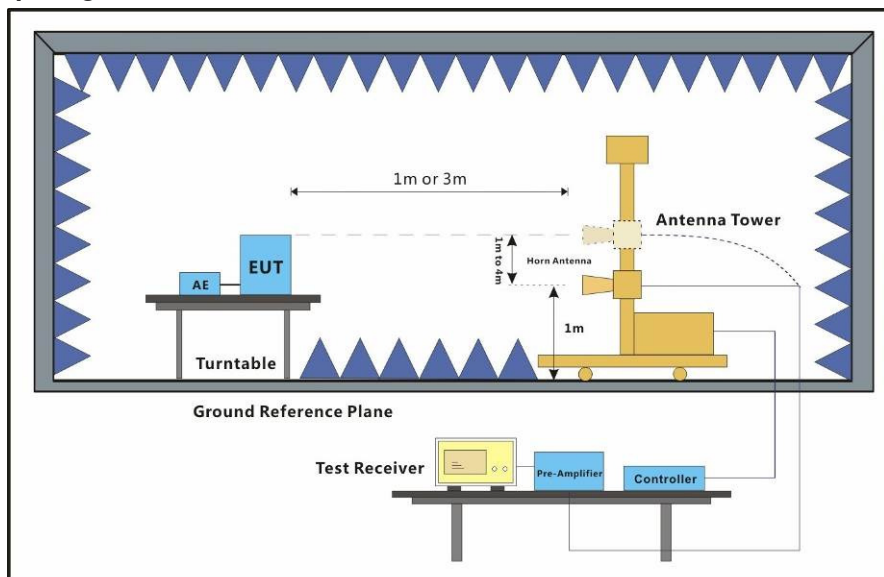 1m or 3m
Antenna Tower
1m to 4m
Horn Antenna
EUT
AE
1m
Turntable
Ground Reference Plane
Test Receiver
Pre-Amplifier
Controller